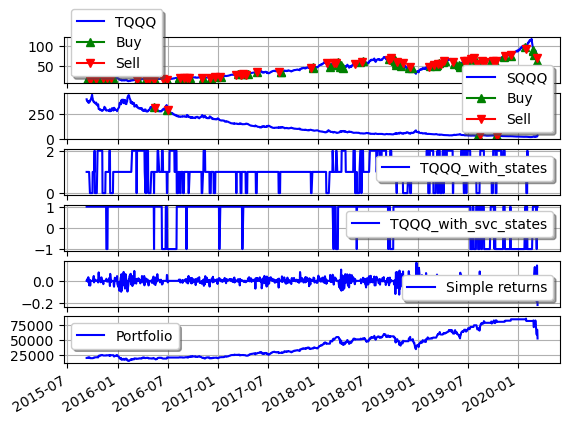 TQQQ
Buy
Sell
100
50
SQQQ
Buy
Sell
250
0
2
0
TQQQ_with_states
1
−1
TQQQ_with_svc_states
0.0
−0.2
Simple returns
75000
50000
25000
Portfolio
2015-07
2016-01
2016-07
2017-01
2017-07
2018-01
2018-07
2019-01
2019-07
2020-01